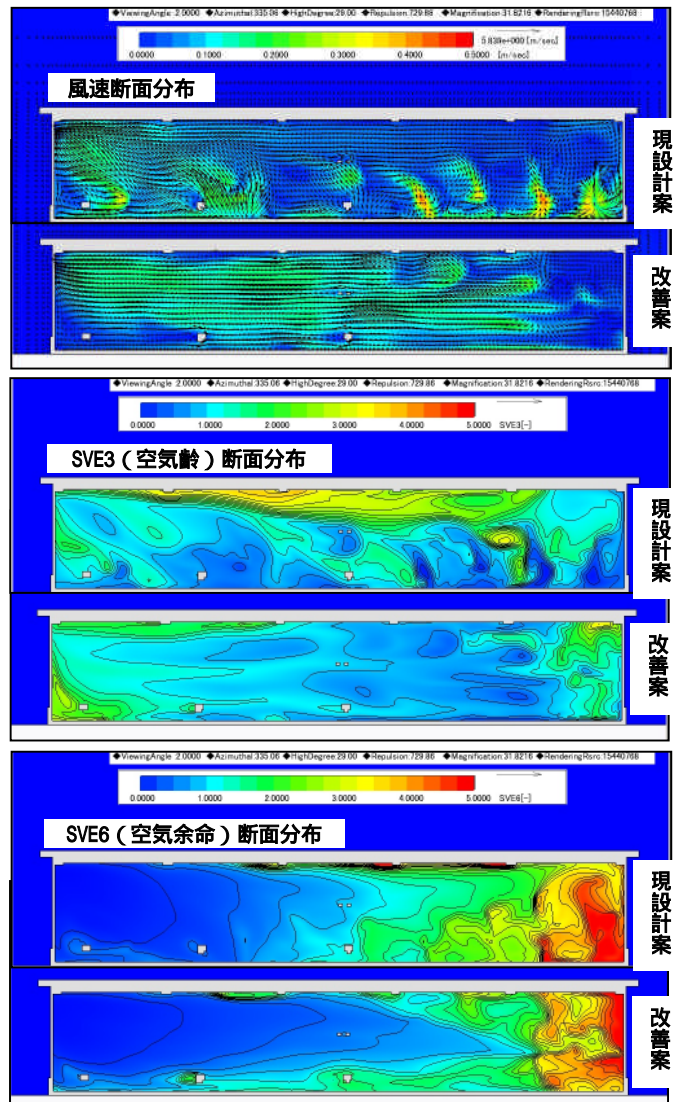 ◆ViewingAngle:2.0000 ◆Azimuthal:335.06 ◆HighDegree:29.00 ◆Repulsion:729.86 ◆Magnification:31.8216 ◆RenderingRsrc:15440768
5.839e+000 [m/sec]
0.0000 0.1000 0.2000 0.3000 0.4000 0.5000 [m/sec]
風速断面分布
現設計案
改善案
◆ViewingAngle:2.0000 ◆Azimuthal:335.06 ◆HighDegree:29.00 ◆Repulsion:729.86 ◆Magnification:31.8216 ◆RenderingRsrc:15440768
0.0000 1.0000 2.0000 3.0000 4.0000 5.0000 SVE3[-]
SVE3（空気齢）断面分布
現設計案
改善案
◆ViewingAngle:2.0000 ◆Azimuthal:335.06 ◆HighDegree:29.00 ◆Repulsion:729.86 ◆Magnification:31.8216 ◆RenderingRsrc:15440768
0.0000 1.0000 2.0000 3.0000 4.0000 5.0000 SVE6[-]
SVE6（空気余命）断面分布
現設計案
改善案